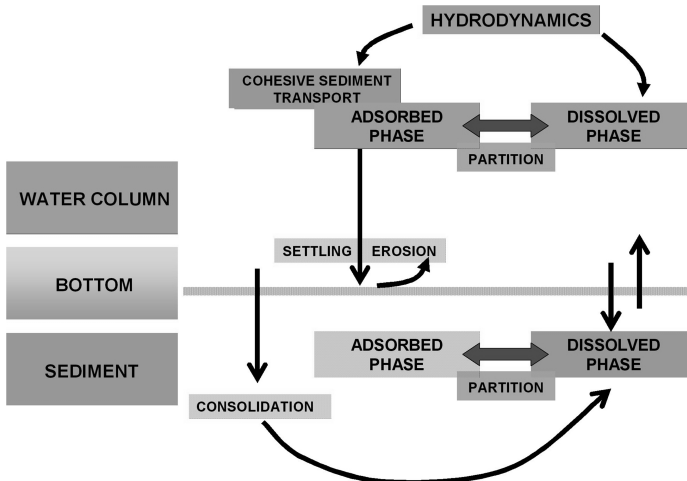 HYDRODYNAMICS
COHESIVE SEDIMENT
TRANSPORT
ADSORBED
PHASE
DISSOLVED
PHASE
PARTITION
WATER COLUMN
SETTLING
EROSION
BOTTOM
ADSORBED
PHASE
DISSOLVED
PHASE
SEDIMENT
PARTITION
CONSOLIDATION